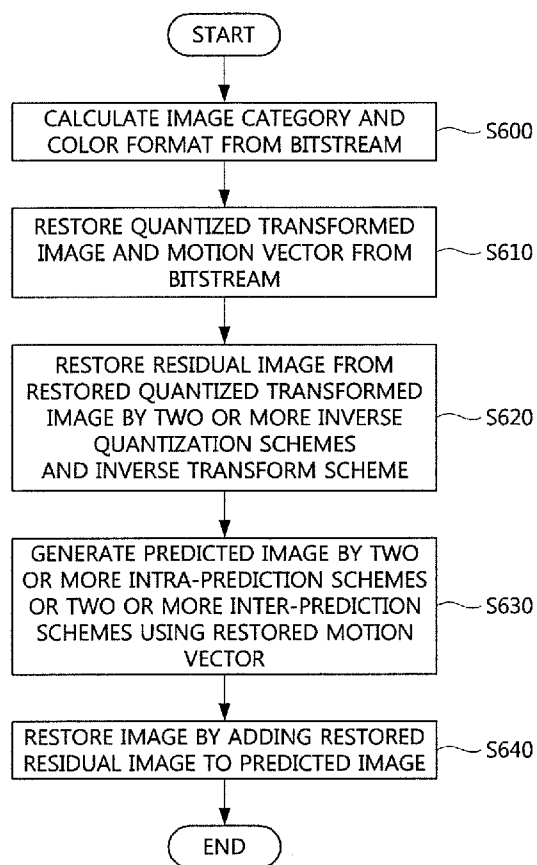 START
CALCULATE IMAGE CATEGORY AND
COLOR FORMAT FROM BITSTREAM
S600
RESTORE QUANTIZED TRANSFORMED
IMAGE AND MOTION VECTOR FROM
BITSTREAM
S610
RESTORE RESIDUAL IMAGE FROM
RESTORED QUANTIZED TRANSFORMED
IMAGE BY TWO OR MORE INVERSE
QUANTIZATION SCHEMES
AND INVERSE TRANSFORM SCHEME
S620
GENERATE PREDICTED IMAGE BY TWO
OR MORE INTRA-PREDICTION SCHEMES
OR TWO OR MORE INTER-PREDICTION
SCHEMES USING RESTORED MOTION
VECTOR
S630
RESTORE IMAGE BY ADDING RESTORED
RESIDUAL IMAGE TO PREDICTED IMAGE
S640
END